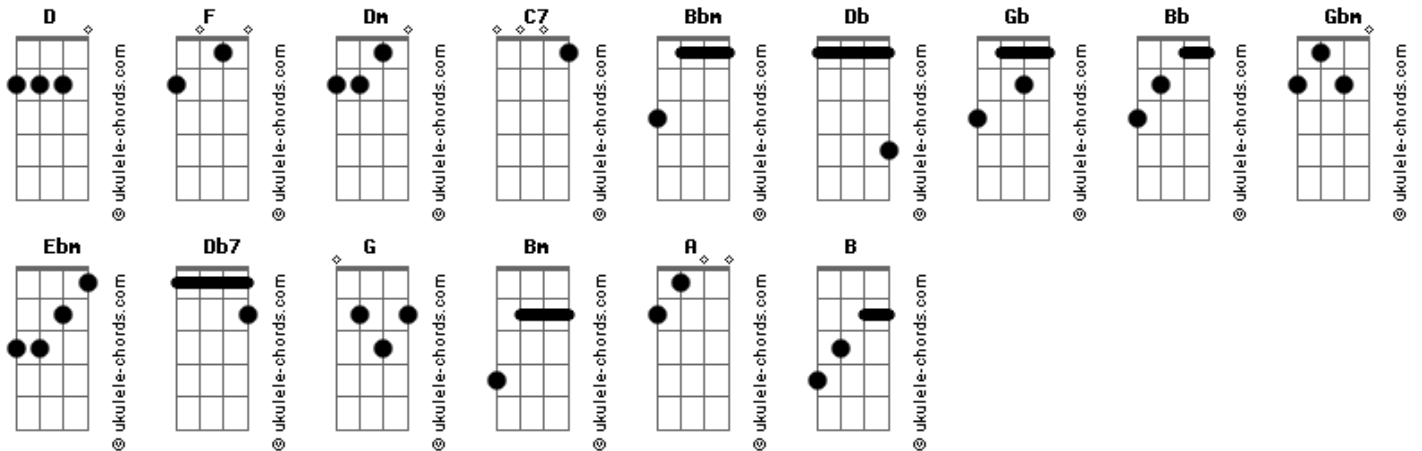 D F Dm C7 Bbm Db Gb Bb Gbm
© ukulele-chords.com © ukulele-chords.com © ukulele-chords.com © ukulele-chords.com © ukulele-chords.com © ukulele-chords.com © ukulele-chords.com © ukulele-chords.com © ukulele-chords.com
Ebm Db7 G Bm A B
© ukulele-chords.com © ukulele-chords.com © ukulele-chords.com © ukulele-chords.com © ukulele-chords.com © ukulele-chords.com